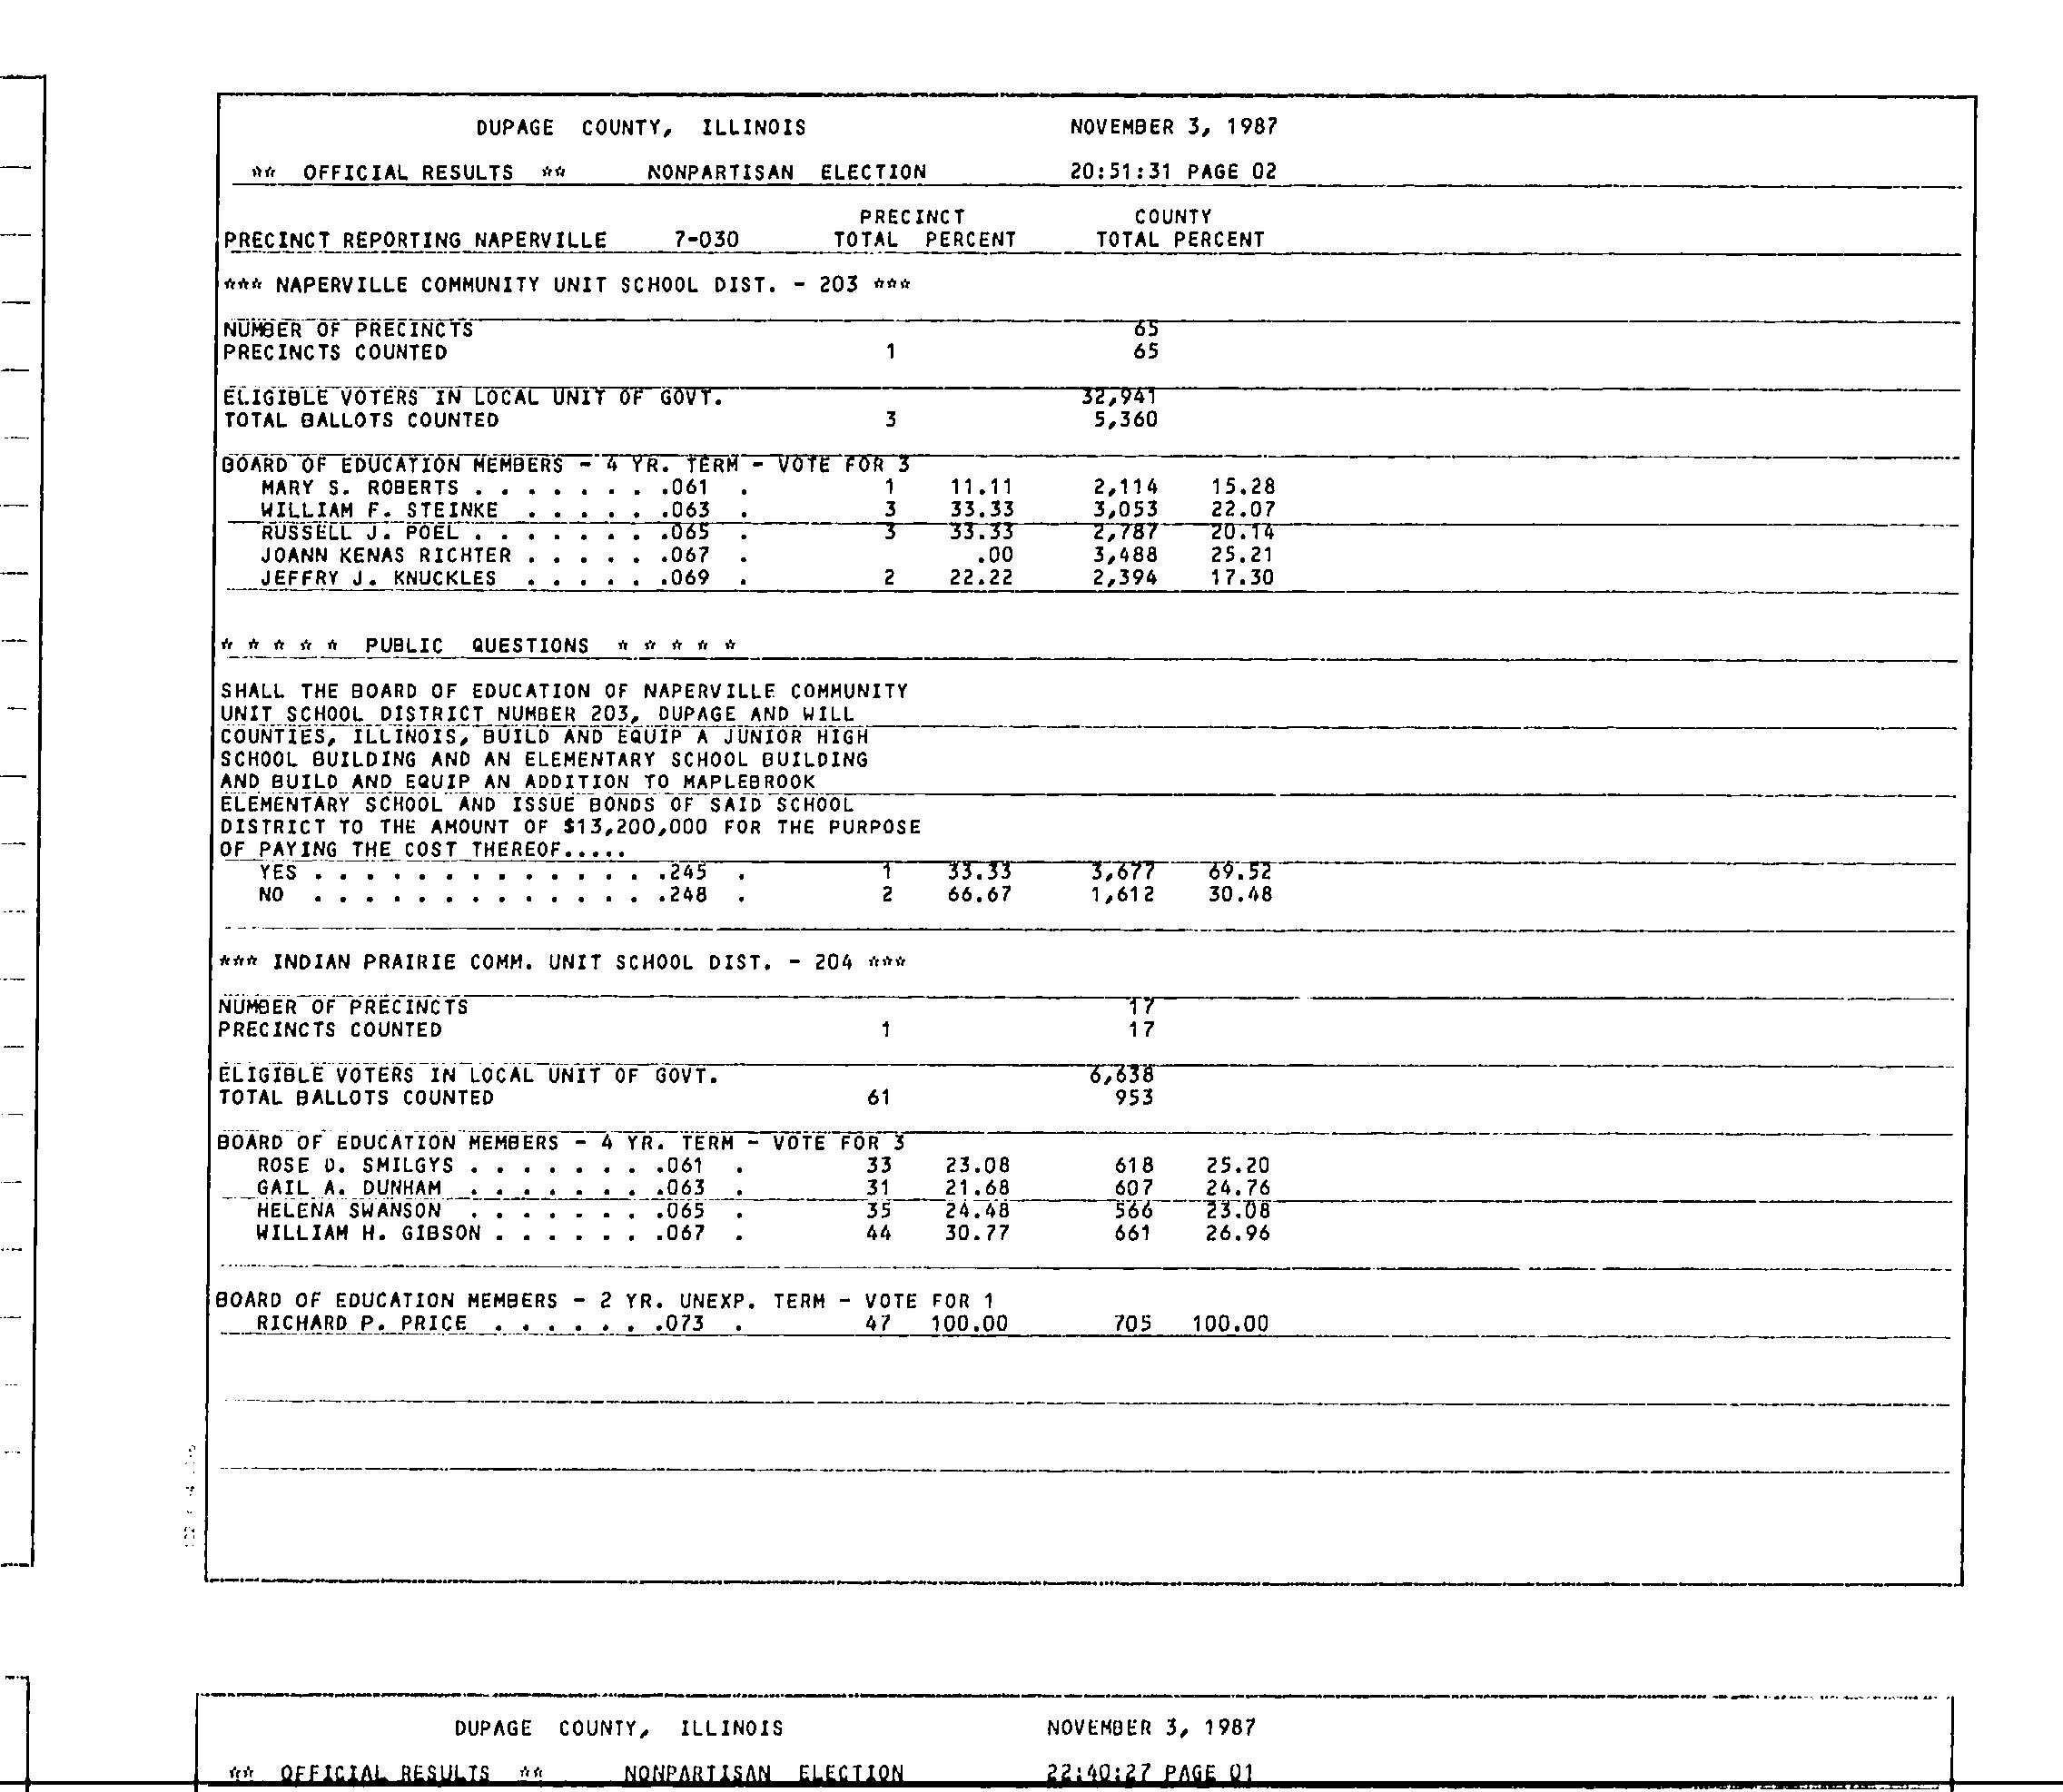 DUPAGE COUNTY, ILLINOIS NOVEMBER 3, 1987
** OFFICIAL RESULTS ** NONPARTISAN ELECTION 20:51:31 PAGE 02
PRECINCT COUNTY
PRECINCT REPORTING NAPERVILLE 7-030 TOTAL PERCENT TOTAL PERCENT
*** NAPERVILLE COMMUNITY UNIT SCHOOL DIST. - 203 ***
NUMBER OF PRECINCTS 65
PRECINCTS COUNTED 1 65
ELIGIBLE VOTERS IN LOCAL UNIT OF GOVT. 32,941
TOTAL BALLOTS COUNTED 3 5,360
BOARD OF EDUCATION MEMBERS - 4 YR. TERM - VOTE FOR 3
MARY S. ROBERTS . . . . . . . .061 . 1 11.11 2,114 15.28
WILLIAM F. STEINKE . . . . . .063 . 3 33.33 3,053 22.07
RUSSELL J. POEL . . . . . . . .065 . 3 33.33 2,787 20.14
JOANN KENAS RICHTER . . . . . .067 . .00 3,488 25.21
JEFFRY J. KNUCKLES . . . . . .069 . 2 22.22 2,394 17.30
* * * * * PUBLIC QUESTIONS * * * * *
SHALL THE BOARD OF EDUCATION OF NAPERVILLE COMMUNITY
UNIT SCHOOL DISTRICT NUMBER 203, DUPAGE AND WILL
COUNTIES, ILLINOIS, BUILD AND EQUIP A JUNIOR HIGH
SCHOOL BUILDING AND AN ELEMENTARY SCHOOL BUILDING
AND BUILD AND EQUIP AN ADDITION TO MAPLEBROOK
ELEMENTARY SCHOOL AND ISSUE BONDS OF SAID SCHOOL
DISTRICT TO THE AMOUNT OF $13,200,000 FOR THE PURPOSE
OF PAYING THE COST THEREOF.....
YES . . . . . . . . . . . . . .245 . 1 33.33 3,677 69.52
NO . . . . . . . . . . . . . .248 . 2 66.67 1,612 30.48
*** INDIAN PRAIRIE COMM. UNIT SCHOOL DIST. - 204 ***
NUMBER OF PRECINCTS 17
PRECINCTS COUNTED 1 17
ELIGIBLE VOTERS IN LOCAL UNIT OF GOVT. 6,638
TOTAL BALLOTS COUNTED 61 953
BOARD OF EDUCATION MEMBERS - 4 YR. TERM - VOTE FOR 3
ROSE D. SMILGYS . . . . . . . .061 . 33 23.08 618 25.20
GAIL A. DUNHAM . . . . . . . .063 . 31 21.68 607 24.76
HELENA SWANSON . . . . . . . .065 . 35 24.48 566 23.08
WILLIAM H. GIBSON . . . . . . .067 . 44 30.77 661 26.96
BOARD OF EDUCATION MEMBERS - 2 YR. UNEXP. TERM - VOTE FOR 1
RICHARD P. PRICE . . . . . . .073 . 47 100.00 705 100.00
DUPAGE COUNTY, ILLINOIS NOVEMBER 3, 1987
** OFFICIAL RESULTS ** NONPARTISAN ELECTION 22:40:27 PAGE 01